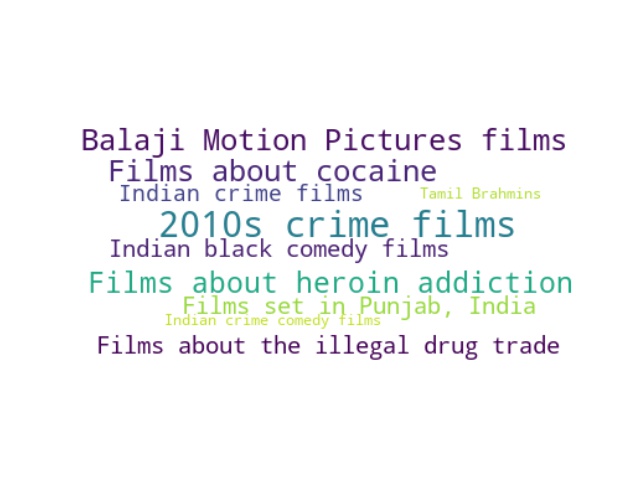 Balaji Motion Pictures films
Films about cocaine
Indian crime films
Tamil Brahmins
2010s crime films
Indian black comedy films
Films about heroin addiction
Films set in Punjab, India
Indian crime comedy films
Films about the illegal drug trade